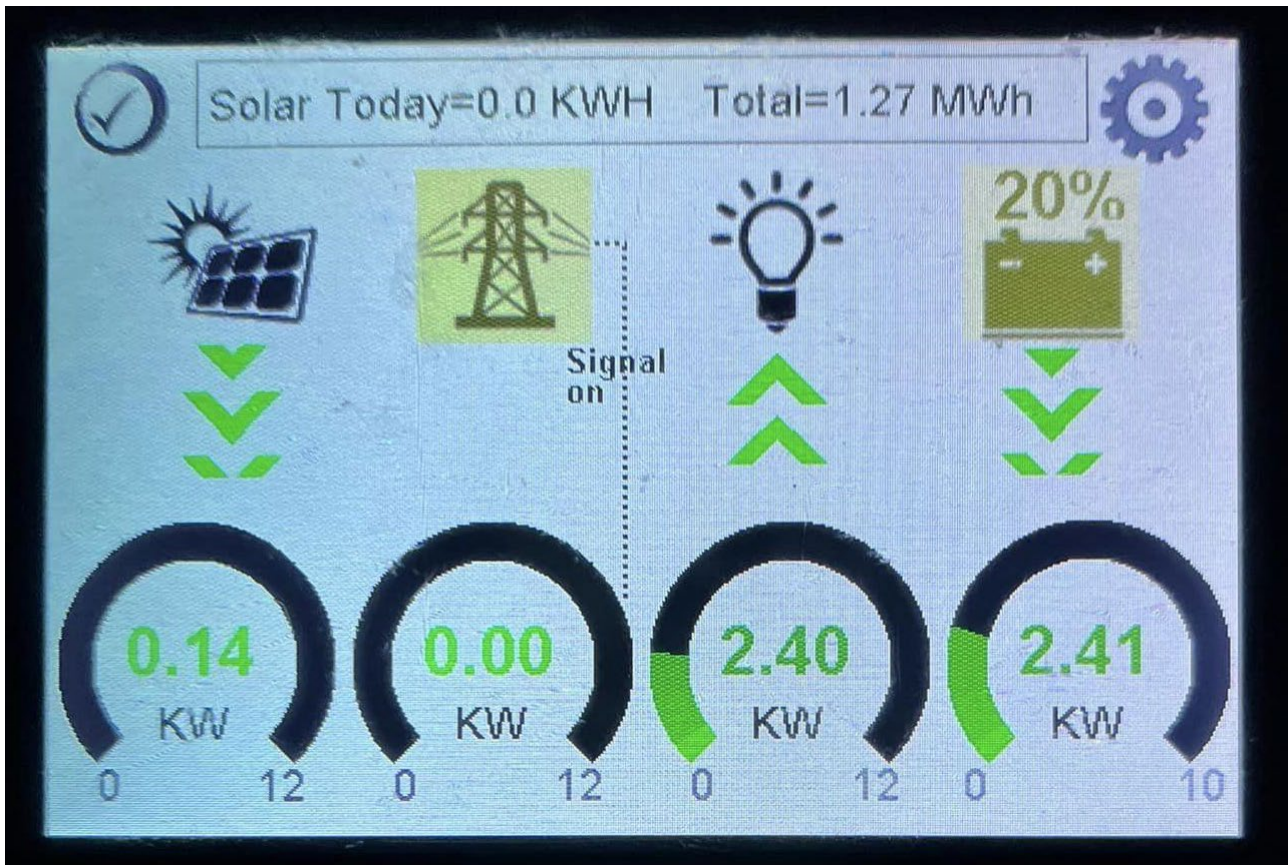 Solar Today=0.0 KWH Total=1.27 MWh
20%
- +
Signal
on
0.14 0.00 2.40 2.41
KW KW KW KW
0 12 0 12 0 12 0 10